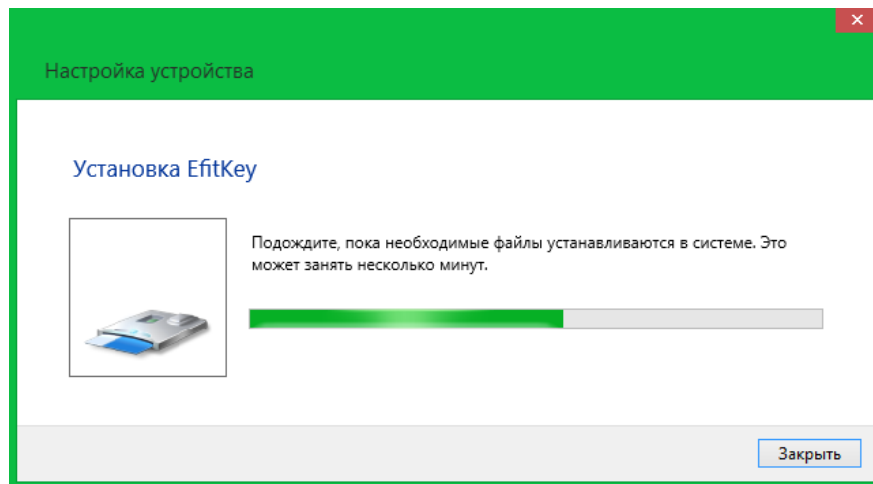 Настройка устройства
Установка EfitKey
Подождите, пока необходимые файлы устанавливаются в системе. Это
может занять несколько минут.
Закрыть